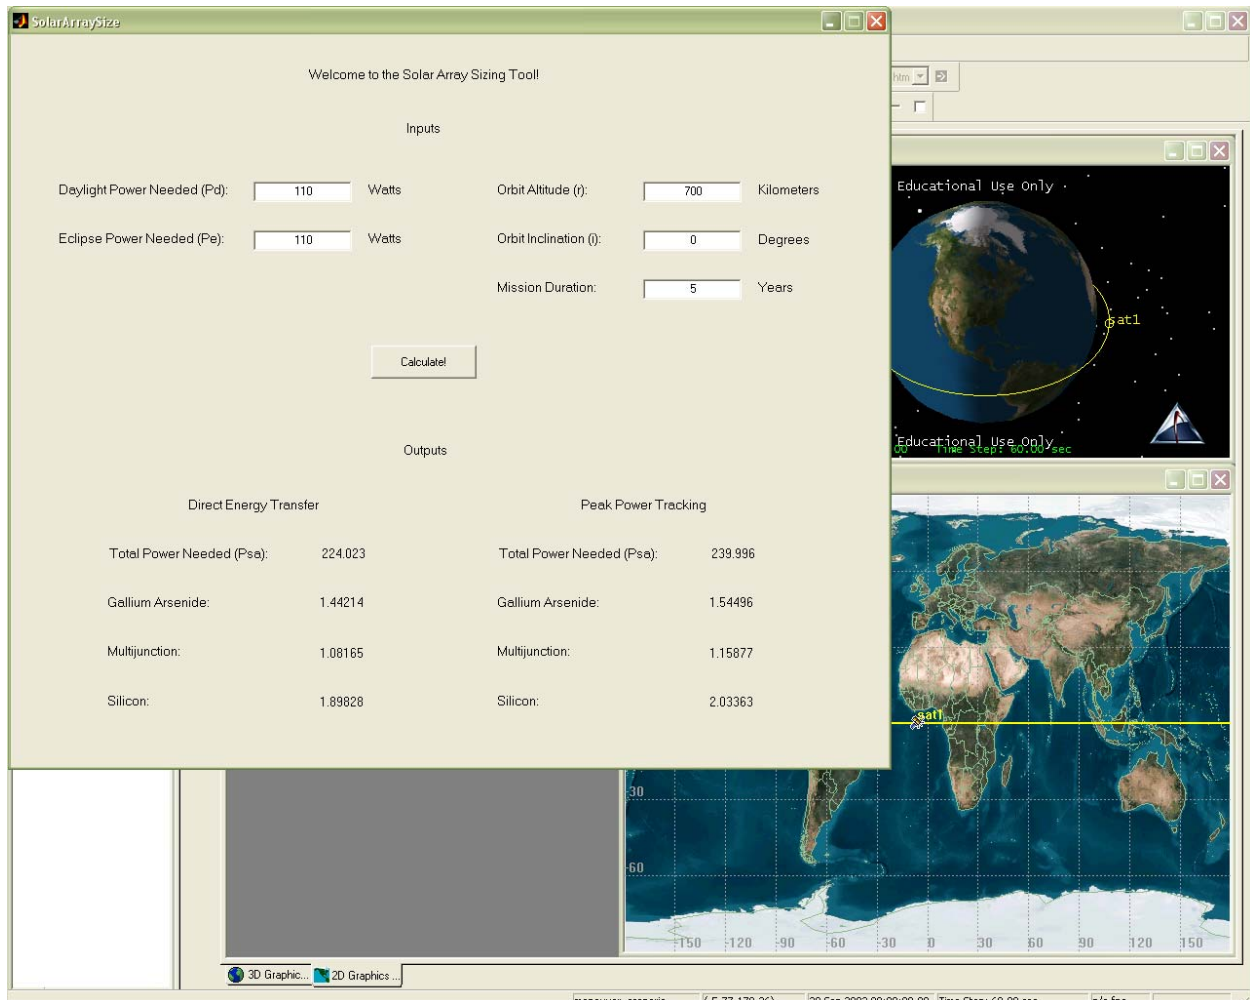 SolarArraySize
Welcome to the Solar Array Sizing Tool!
Inputs
Daylight Power Needed (Pd): 110 Watts
Orbit Altitude (r): 700 Kilometers
Eclipse Power Needed (Pe): 110 Watts
Orbit Inclination (i): 0 Degrees
Mission Duration: 5 Years
Calculate!
Outputs
Direct Energy Transfer
Peak Power Tracking
Total Power Needed (Psa): 224.023
Total Power Needed (Psa): 239.996
Gallium Arsenide: 1.44214
Gallium Arsenide: 1.54496
Multijunction: 1.08165
Multijunction: 1.15877
Silicon: 1.89828
Silicon: 2.03363
htm
Educational Use Only
sat1
Educational Use Only
00 Time Step: 60.00 sec
sat1
-30
-60
-150 -120 -90 -60 -30 0 30 60 90 120 150
3D Graphic... 2D Graphics ...